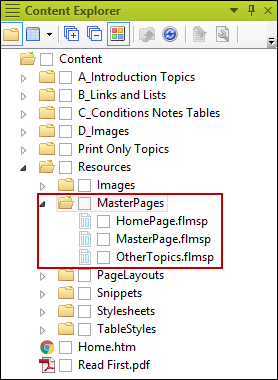 Content Explorer
Content
A_Introduction Topics
B_Links and Lists
C_Conditions Notes Tables
D_Images
Print Only Topics
Resources
Images
MasterPages
HomePage.flmsp
MasterPage.flmsp
OtherTopics.flmsp
PageLayouts
Snippets
Stylesheets
TableStyles
Home.htm
Read First.pdf